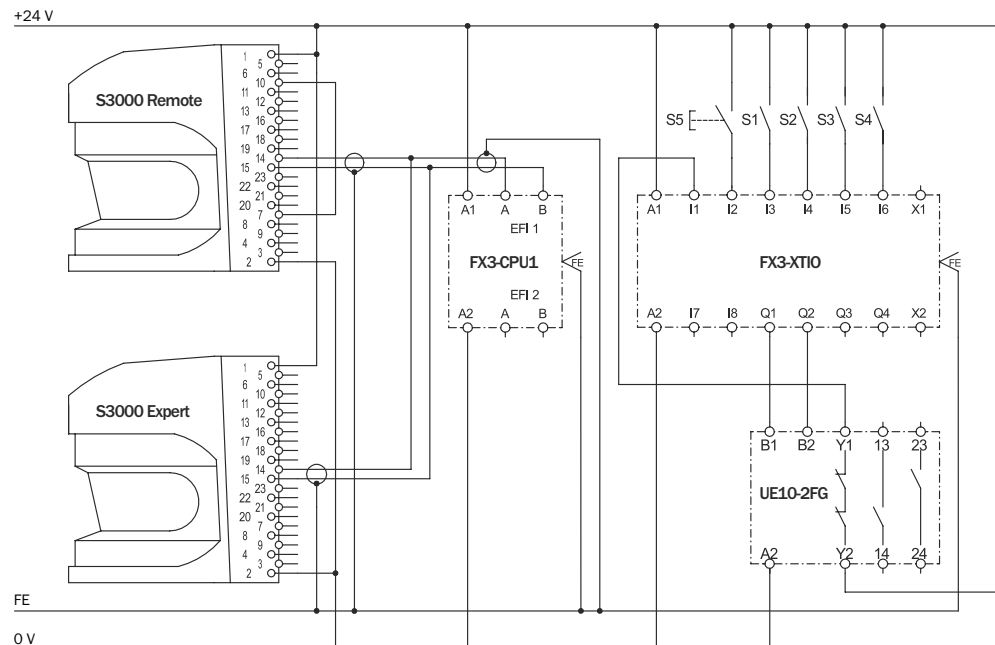 +24 V
S3000 Remote
1
5
6
10
11
12
13
16
17
18
19
14
15
23
22
21
20
7
8
9
4
3
2
S5
S1
S2
S3
S4
A1
A
B
EFI 1
FX3-CPU1
FE
EFI 2
A2
A
B
A1
I1
I2
I3
I4
I5
I6
X1
FX3-XTIO
FE
A2
I7
I8
Q1
Q2
Q3
Q4
X2
S3000 Expert
1
5
6
10
11
12
13
16
17
18
19
14
15
23
22
21
20
7
8
9
4
3
2
B1
B2
Y1
13
23
UE10-2FG
A2
Y2
14
24
FE
0 V